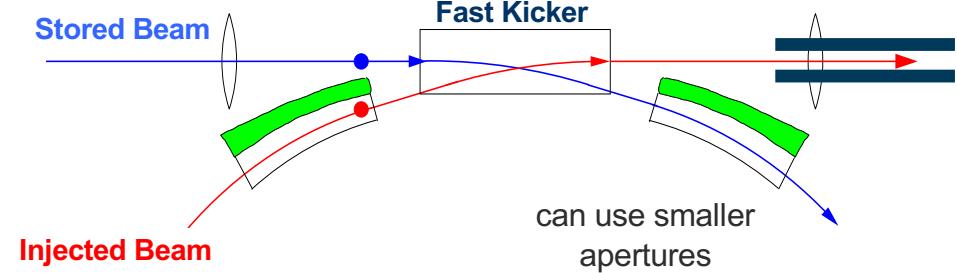 Fast Kicker
Stored Beam
can use smaller
apertures
Injected Beam